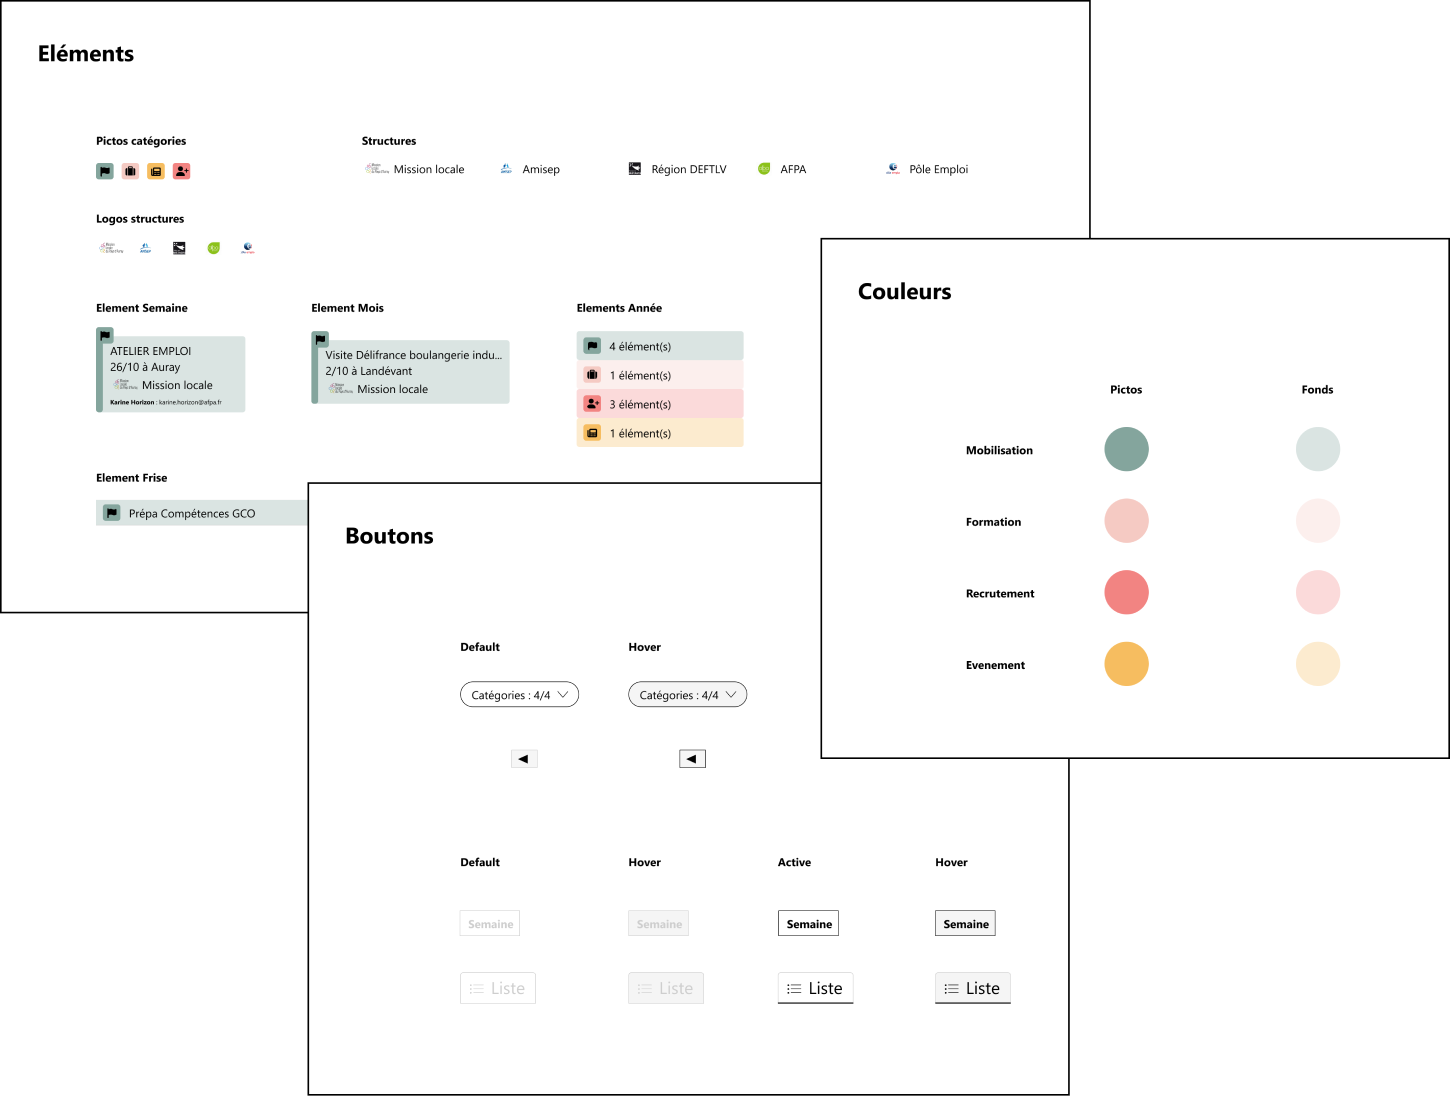 Eléments
Pictos catégories
Structures
Mission locale
Amisep
Région DEFTLV
AFPA
Pôle Emploi
Logos structures
Element Semaine
ATELIER EMPLOI
26/10 à Auray
Mission locale
Karine Horizon : karine.horizon@afpa.fr
Element Mois
Visite Délifrance boulangerie indu...
2/10 à Landévant
Mission locale
Elements Année
4 élément(s)
1 élément(s)
3 élément(s)
1 élément(s)
Element Frise
Prépa Compétences GCO
Couleurs
Pictos
Fonds
Mobilisation
Formation
Recrutement
Evenement
Boutons
Default
Hover
Catégories : 4/4
Catégories : 4/4
Default
Hover
Active
Hover
Semaine
Semaine
Semaine
Semaine
Liste
Liste
Liste
Liste